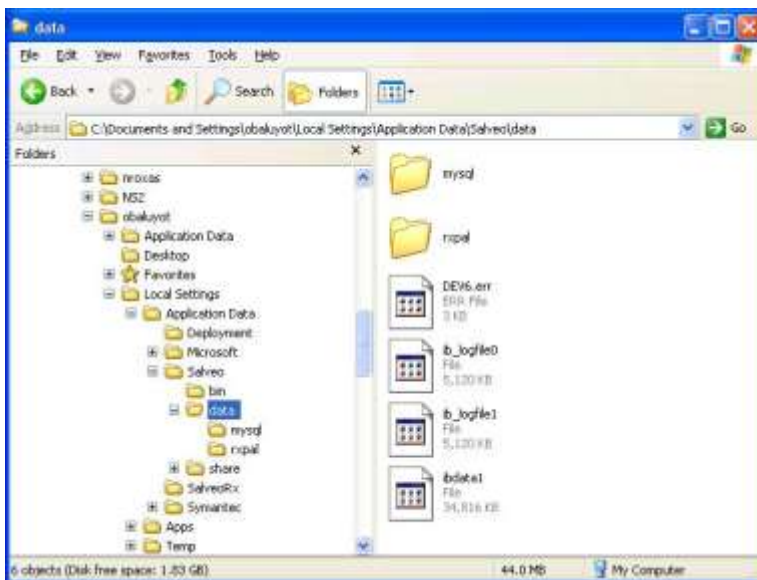 data
File Edit View Favorites Tools Help
Back Search Folders
Address C:\Documents and Settings\obaluyot\Local Settings\Application Data\Salveo\data Go
Folders
nroxas
NS2
obaluyot
Application Data
Desktop
Favorites
Local Settings
Application Data
Deployment
Microsoft
Salveo
bin
data
mysql
rxpal
share
SalveoRx
Symantec
Apps
Temp
mysql
rxpal
DEV6.err
ERR File
3 KB
ib_logfile0
File
5,120 KB
ib_logfile1
File
5,120 KB
ibdata1
File
34,816 KB
6 objects (Disk free space: 1.83 GB) 44.0 MB My Computer